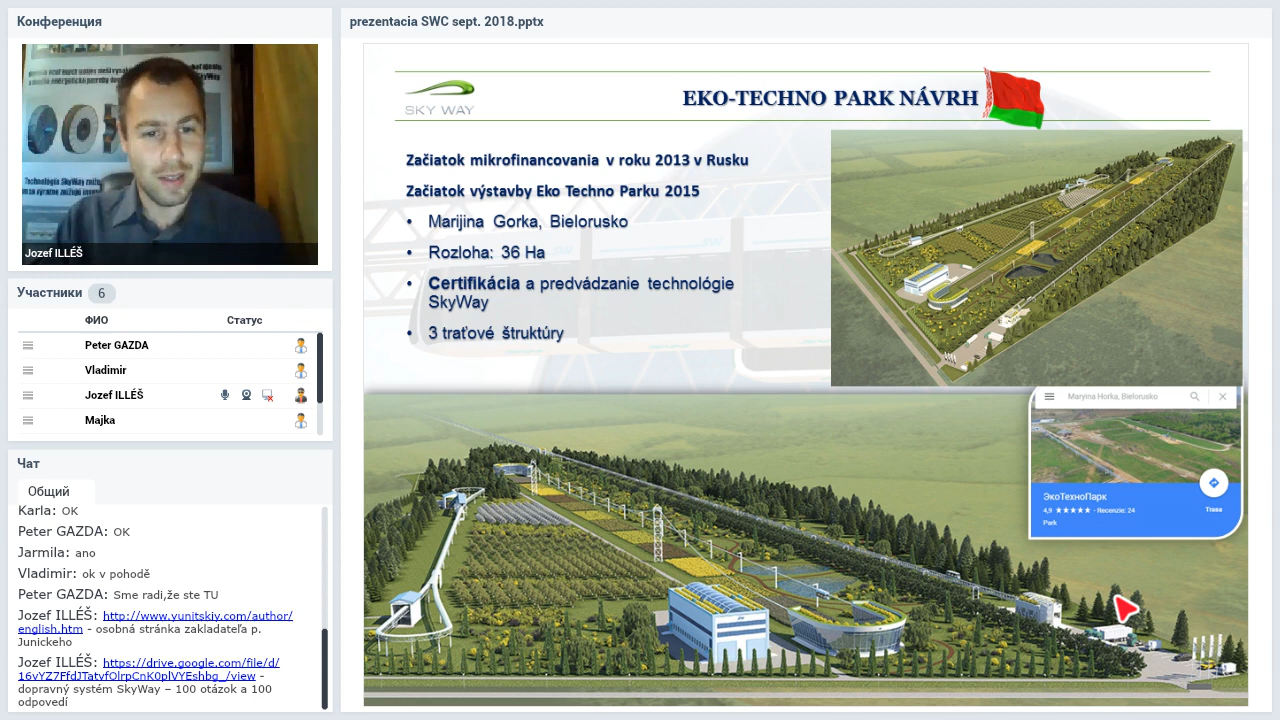 Конференция
Jozef ILLÉŠ
Участники 6
ФИО Статус
Peter GAZDA
Vladimir
Jozef ILLÉŠ
Majka
Чат
Общий
Karla: OK
Peter GAZDA: OK
Jarmila: ano
Vladimir: ok v pohodě
Peter GAZDA: Sme radi,že ste TU
Jozef ILLÉŠ: http://www.yunitskiy.com/author/
english.htm - osobná stránka zakladateľa p.
Junickeho
Jozef ILLÉŠ: https://drive.google.com/file/d/
16vYZ7FfdJTatvfOlrpCnK0plVYEshbg_/view -
dopravný systém SkyWay – 100 otázok a 100
odpovedí
prezentacia SWC sept. 2018.pptx
SKY WAY
EKO-TECHNO PARK NÁVRH
Začiatok mikrofinancovania v roku 2013 v Rusku
Začiatok výstavby Eko Techno Parku 2015
• Marijina Gorka, Bielorusko
• Rozloha: 36 Ha
• Certifikácia a predvádzanie technológie
SkyWay
• 3 traťové štruktúry
Maryina Horka, Bielorusko
ЭкоТехноПарк
4,9 ★★★★★ - Recenzie: 24
Park
Trasa